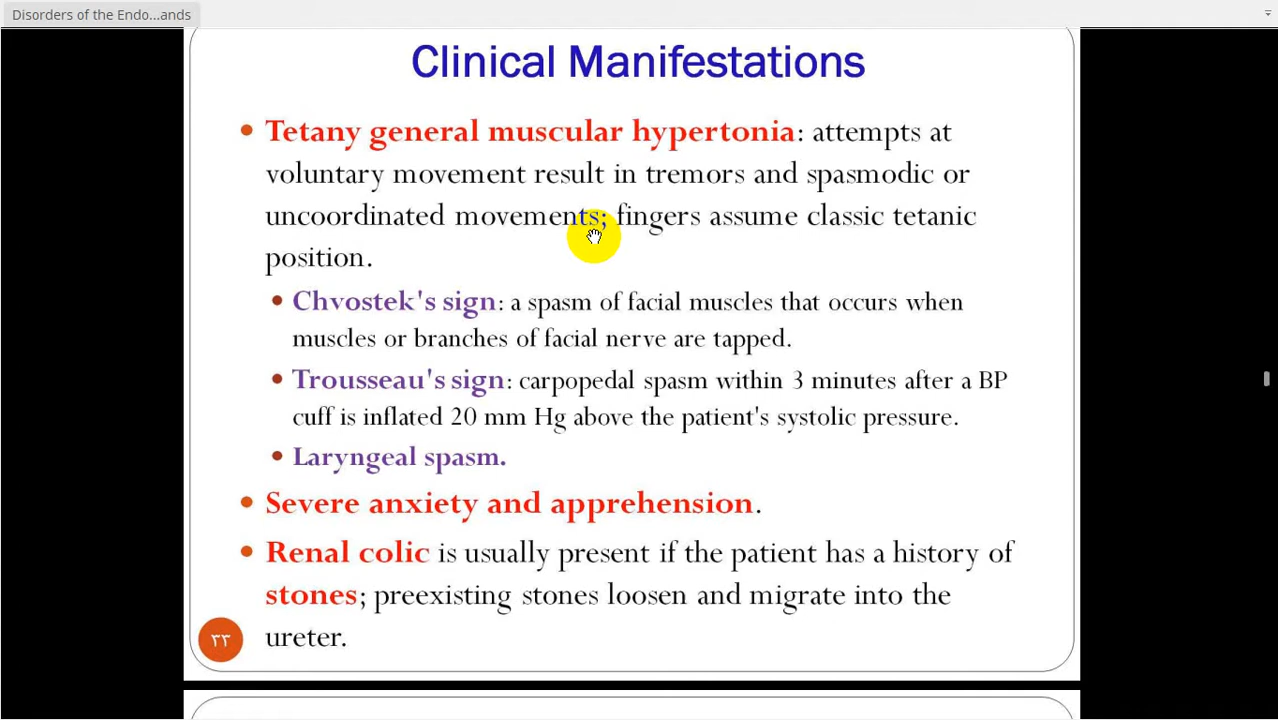 Disorders of the Endo...ands
Clinical Manifestations
• Tetany general muscular hypertonia: attempts at
voluntary movement result in tremors and spasmodic or
uncoordinated movements; fingers assume classic tetanic
position.
• Chvostek's sign: a spasm of facial muscles that occurs when
muscles or branches of facial nerve are tapped.
• Trousseau's sign: carpopedal spasm within 3 minutes after a BP
cuff is inflated 20 mm Hg above the patient's systolic pressure.
• Laryngeal spasm.
• Severe anxiety and apprehension.
• Renal colic is usually present if the patient has a history of
stones; preexisting stones loosen and migrate into the
ureter.
٣٣